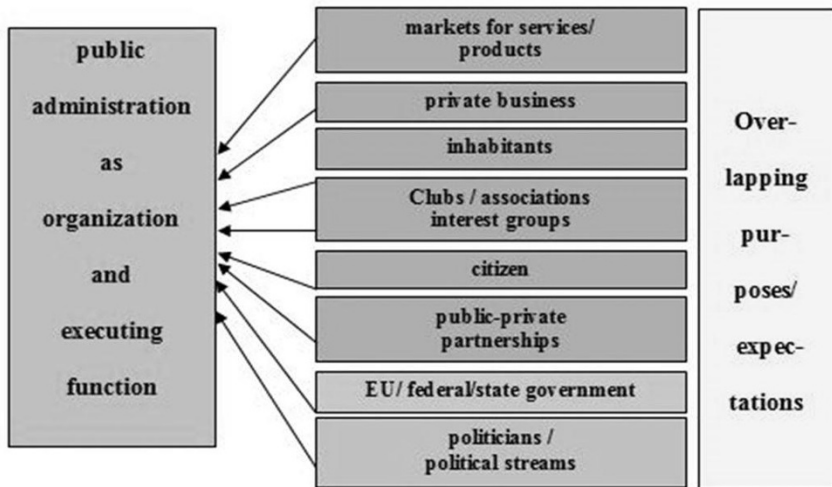 public
administration
as
organization
and
executing
function
markets for services/
products
private business
inhabitants
Clubs / associations
interest groups
citizen
public-private
partnerships
EU/ federal/state government
politicians /
political streams
Over-
lapping
pur-
poses/
expec-
tations